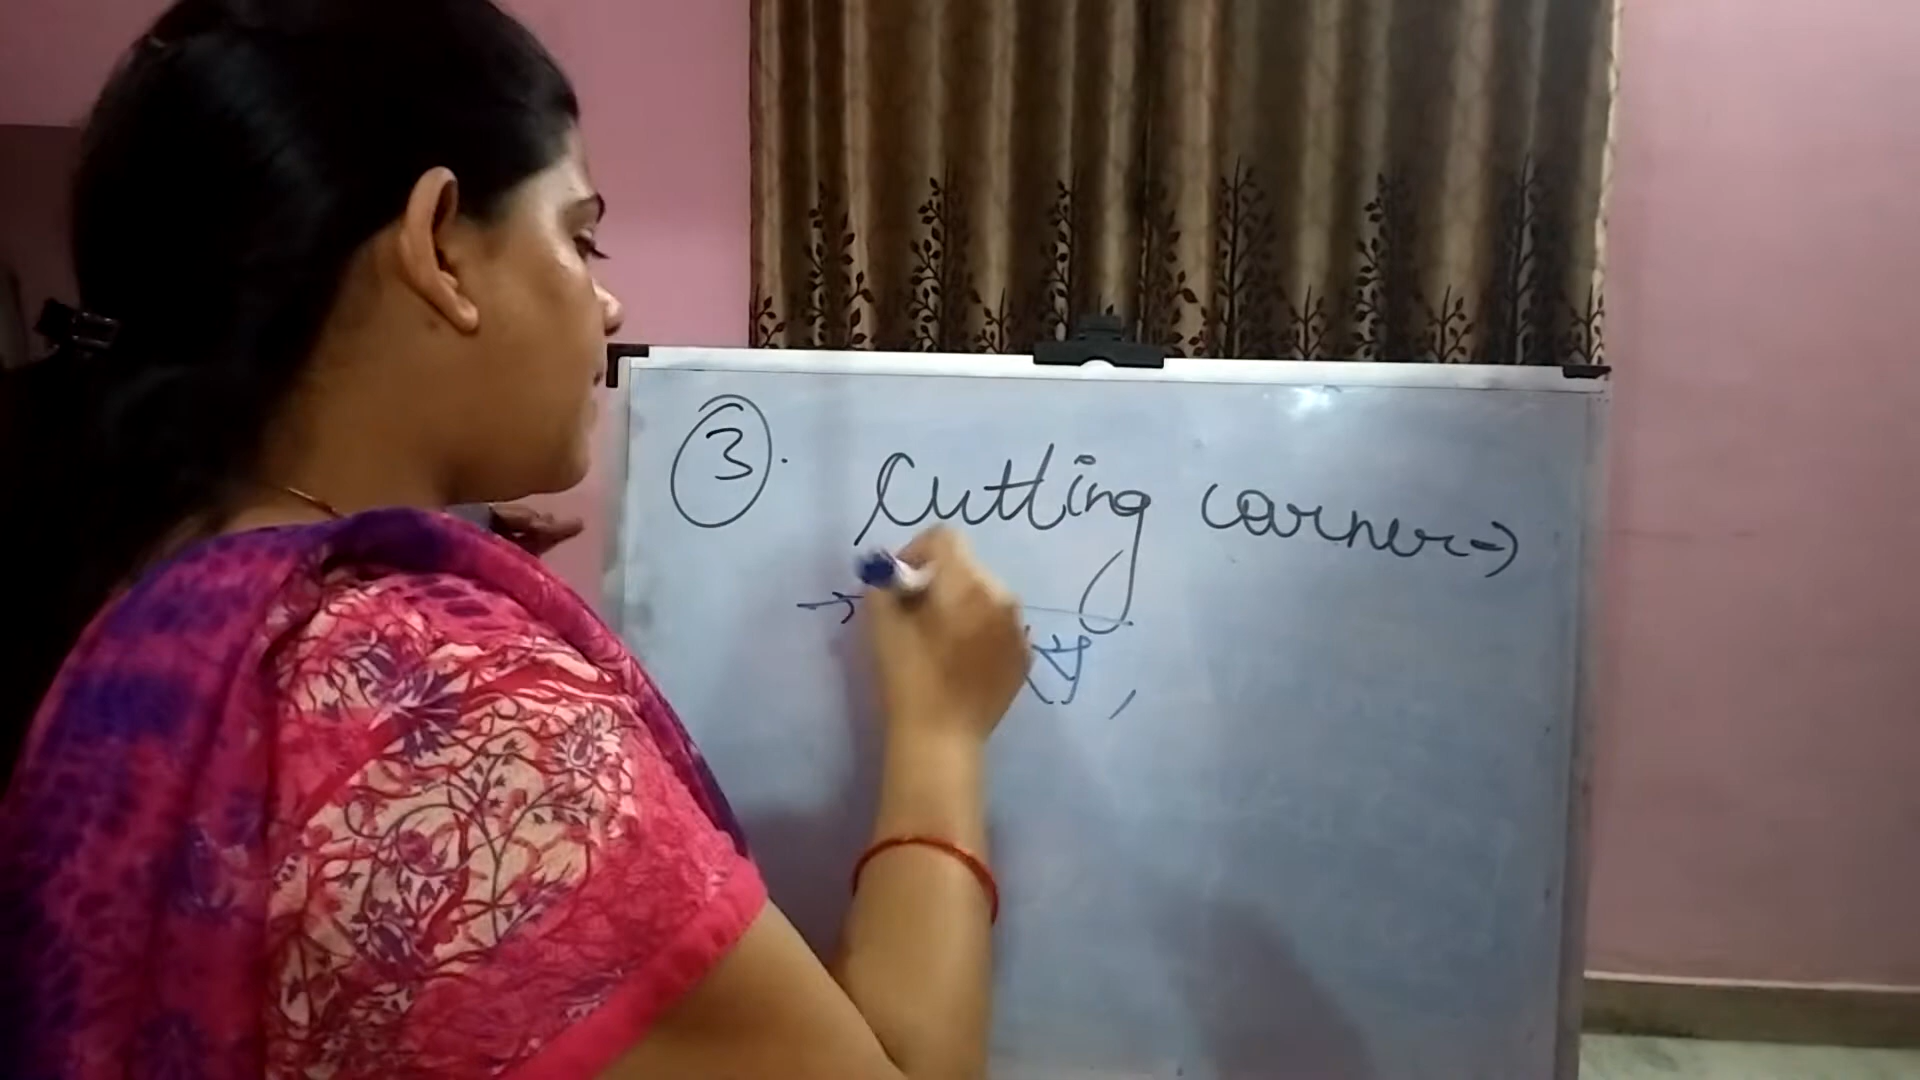 3. Cutting corner →
→